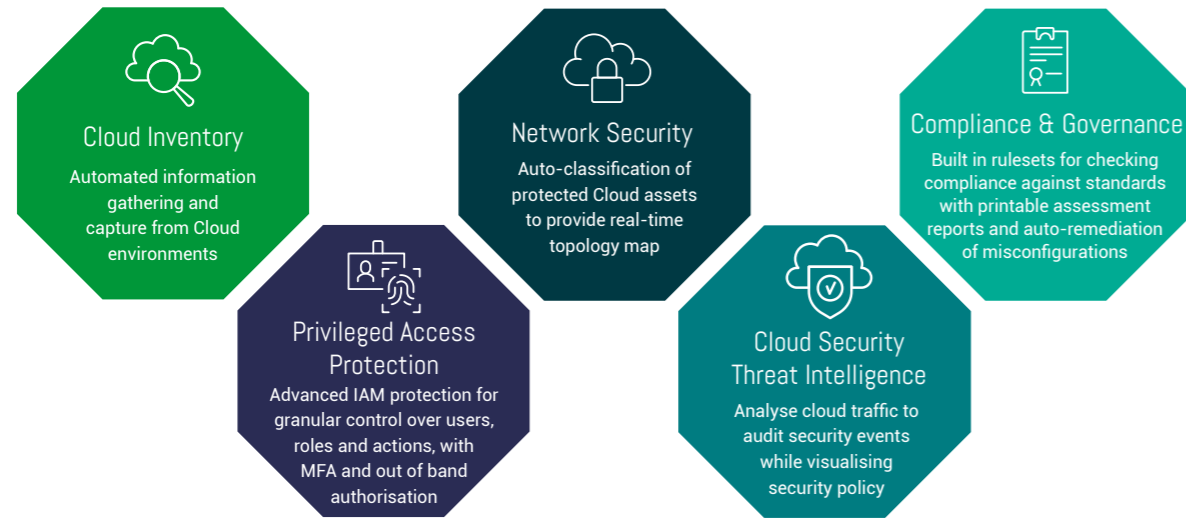 Cloud Inventory
Automated information
gathering and
capture from Cloud
environments
Privileged Access
Protection
Advanced IAM protection for
granular control over users,
roles and actions, with
MFA and out of band
authorisation
Network Security
Auto-classification of
protected Cloud assets
to provide real-time
topology map
Cloud Security
Threat Intelligence
Analyse cloud traffic to
audit security events
while visualising
security policy
Compliance & Governance
Built in rulesets for checking
compliance against standards
with printable assessment
reports and auto-remediation
of misconfigurations